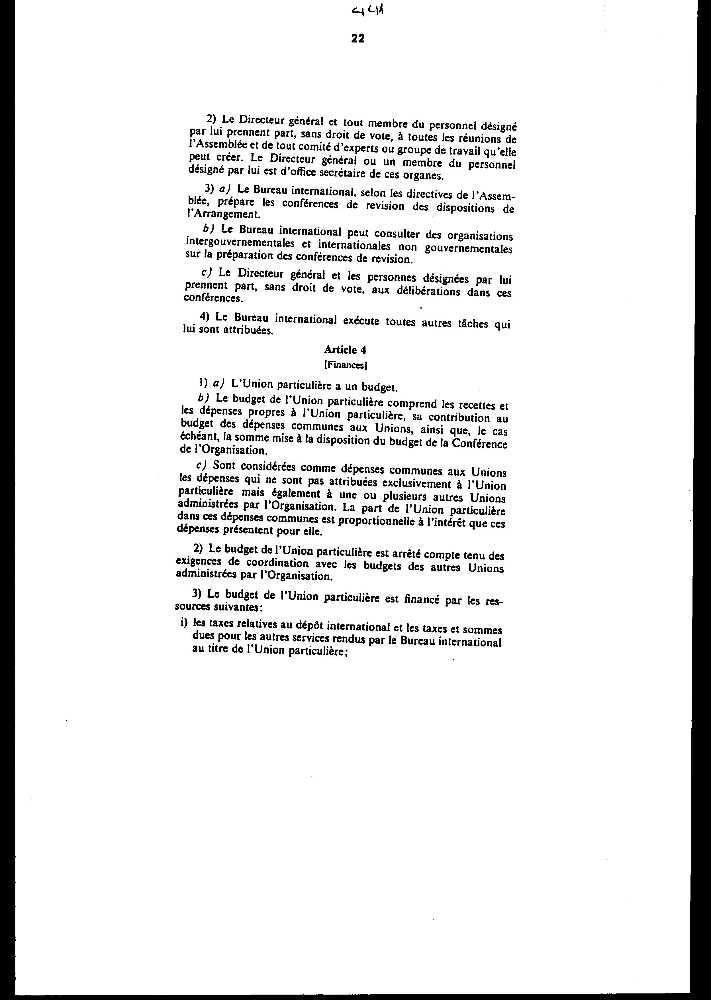 22
2) Le Directeur général et tout membre du personnel désigné
par lui prennent part, sans droit de vote, à toutes les réunions de
l'Assemblée et de tout comité d'experts ou groupe de travail qu'elle
peut créer. Le Directeur général ou un membre du personnel
désigné par lui est d'office secrétaire de ces organes.
3) a) Le Bureau international, selon les directives de l'Assem-
blée, prépare les conférences de revision des dispositions de
l'Arrangement.
b) Le Bureau international peut consulter des organisations
intergouvernementales et internationales non gouvernementales
sur la préparation des conférences de revision.
c) Le Directeur général et les personnes désignées par lui
prennent part, sans droit de vote, aux délibérations dans ces
conférences.
4) Le Bureau international exécute toutes autres tâches qui
lui sont attribuées.
Article 4
[Finances]
1) a) L'Union particulière a un budget.
b) Le budget de l'Union particulière comprend les recettes et
les dépenses propres à l'Union particulière, sa contribution au
budget des dépenses communes aux Unions, ainsi que, le cas
échéant, la somme mise à la disposition du budget de la Conférence
de l'Organisation.
c) Sont considérées comme dépenses communes aux Unions
les dépenses qui ne sont pas attribuées exclusivement à l'Union
particulière mais également à une ou plusieurs autres Unions
administrées par l'Organisation. La part de l'Union particulière
dans ces dépenses communes est proportionnelle à l'intérêt que ces
dépenses présentent pour elle.
2) Le budget de l'Union particulière est arrêté compte tenu des
exigences de coordination avec les budgets des autres Unions
administrées par l'Organisation.
3) Le budget de l'Union particulière est financé par les res-
sources suivantes:
i) les taxes relatives au dépôt international et les taxes et sommes
dues pour les autres services rendus par le Bureau international
au titre de l'Union particulière;